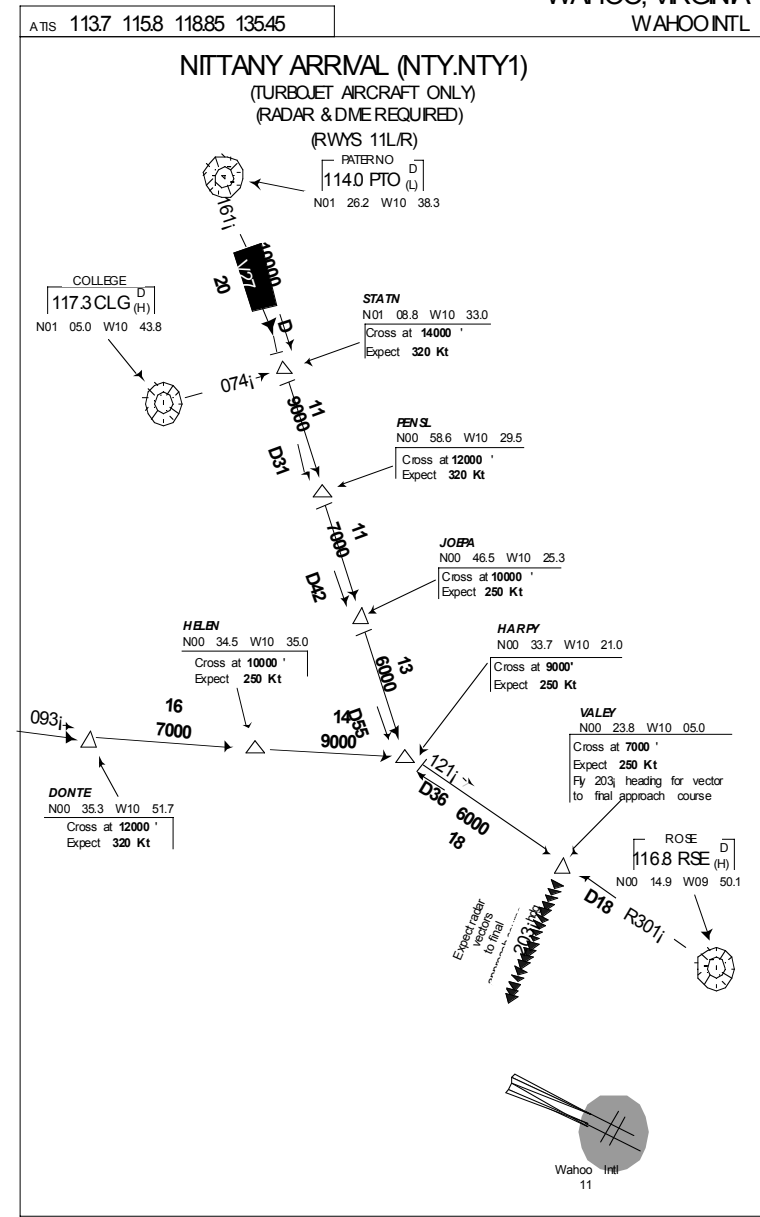 WAHOO, VIRGINIA
ATIS 113.7 115.8 118.85 135.45
WAHOO INTL
NITTANY ARRIVAL (NTY.NTY1)
(TURBOJET AIRCRAFT ONLY)
(RADAR & DME REQUIRED)
(RWYS 11L/R)
PATERNO
114.0 PTO D (L)
N01 26.2 W10 38.3
161¡
V27
10000
20
D
COLLEGE
117.3 CLG D (H)
N01 05.0 W10 43.8
074¡
STATN
N01 08.8 W10 33.0
Cross at 14000 '
Expect 320 Kt
11
9000
D31
PENSL
N00 58.6 W10 29.5
Cross at 12000 '
Expect 320 Kt
11
7000
D42
JOEPA
N00 46.5 W10 25.3
Cross at 10000 '
Expect 250 Kt
13
6000
D55
HELEN
N00 34.5 W10 35.0
Cross at 10000 '
Expect 250 Kt
HARPY
N00 33.7 W10 21.0
Cross at 9000'
Expect 250 Kt
093¡
16
7000
14
9000
DONTE
N00 35.3 W10 51.7
Cross at 12000 '
Expect 320 Kt
121¡
D36 6000
18
VALEY
N00 23.8 W10 05.0
Cross at 7000 '
Expect 250 Kt
Fly 203¡ heading for vector
to final approach course
ROSE
116.8 RSE D (H)
N00 14.9 W09 50.1
D18 R301¡
Expect radar
vectors
to final
203¡ hdg
Wahoo Intl
11